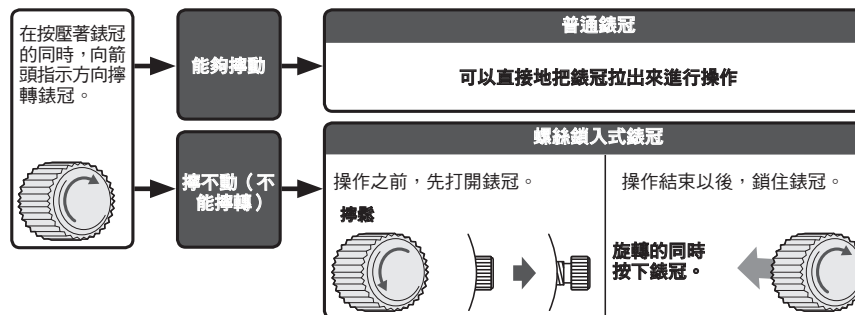 在按壓著錶冠
的同時，向箭
頭指示方向擰
轉錶冠。
能夠擰動
普通錶冠
可以直接地把錶冠拉出來進行操作
擰不動（不
能擰轉）
螺絲鎖入式錶冠
操作之前，先打開錶冠。
擰鬆
操作結束以後，鎖住錶冠。
旋轉的同時
按下錶冠。